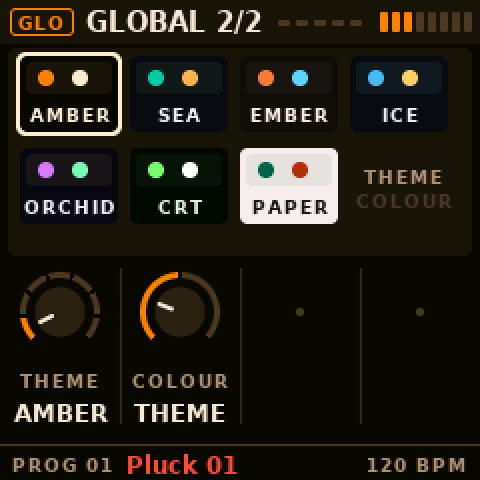 GLO GLOBAL 2/2
AMBER SEA EMBER ICE
ORCHID CRT PAPER THEME
COLOUR
THEME COLOUR
AMBER THEME
PROG 01 Pluck 01 120 BPM